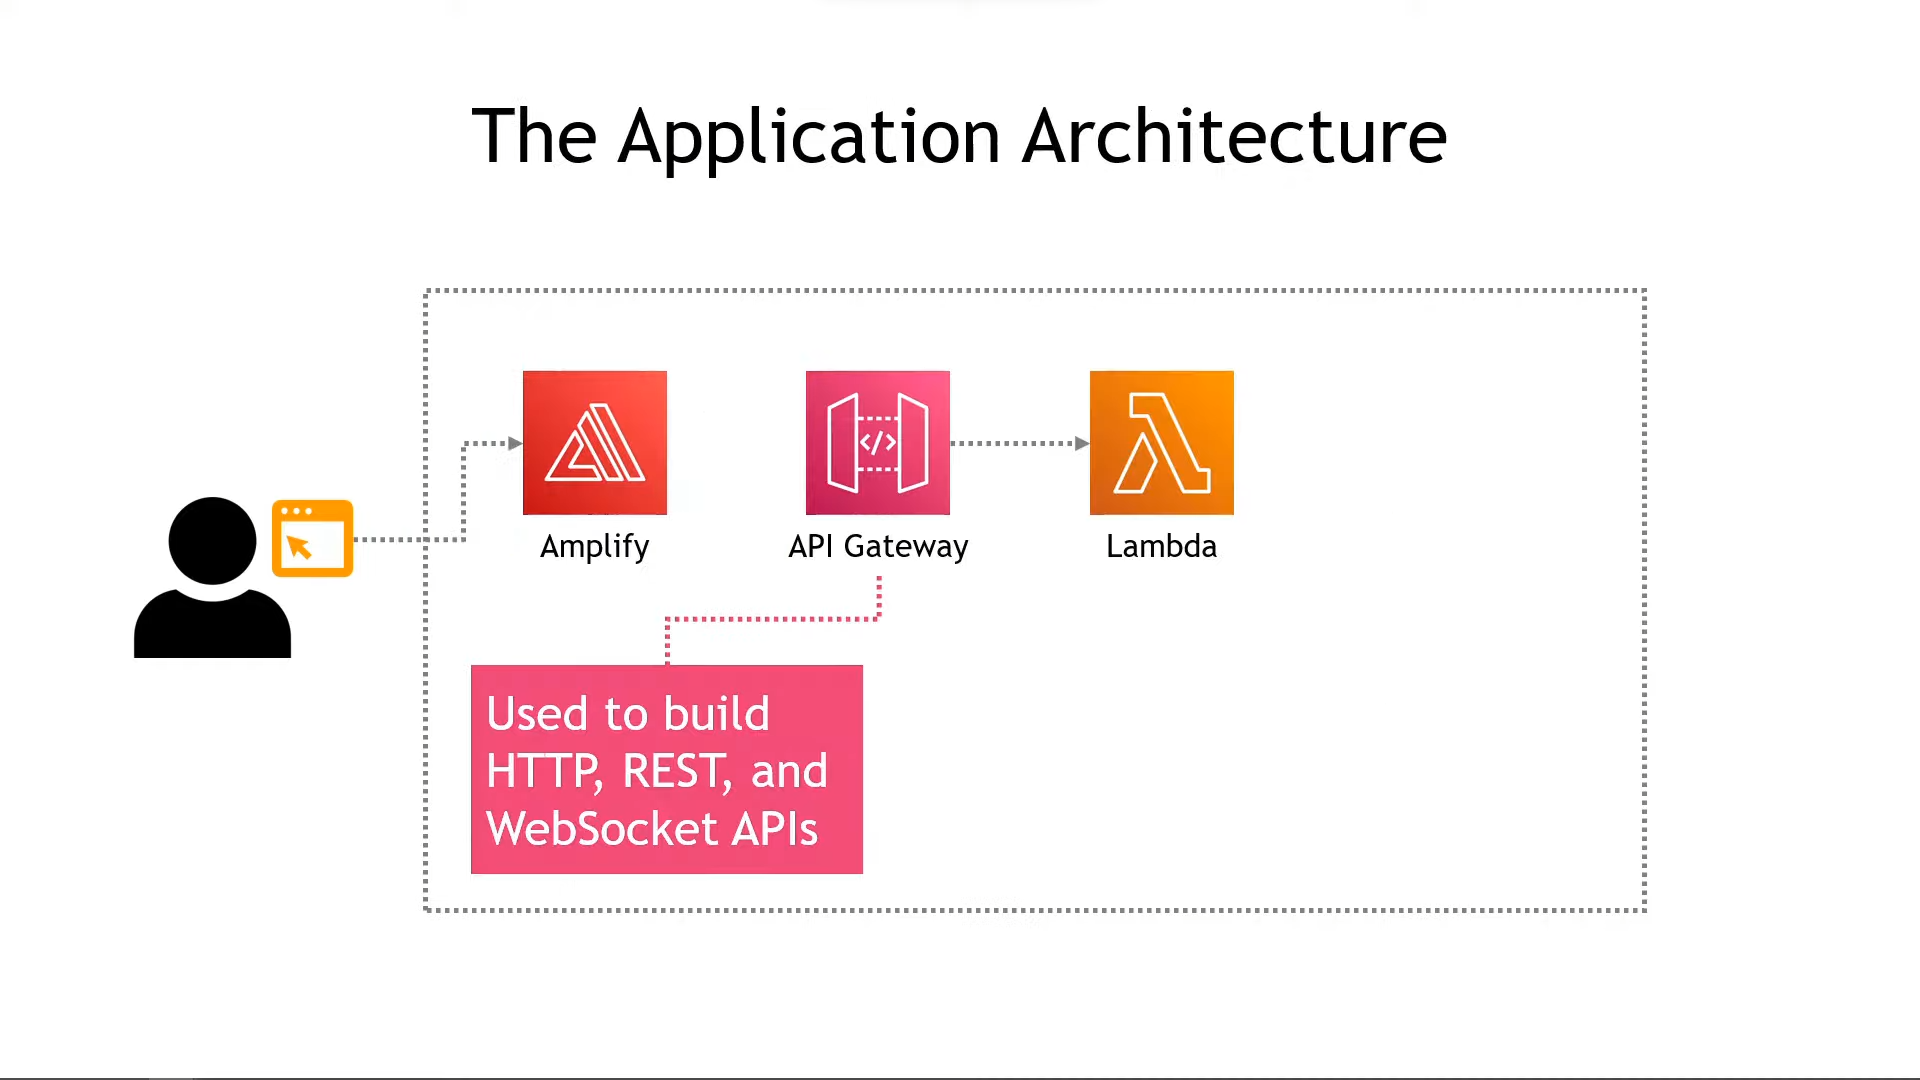 The Application Architecture
Amplify
API Gateway
Lambda
Used to build
HTTP, REST, and
WebSocket APIs